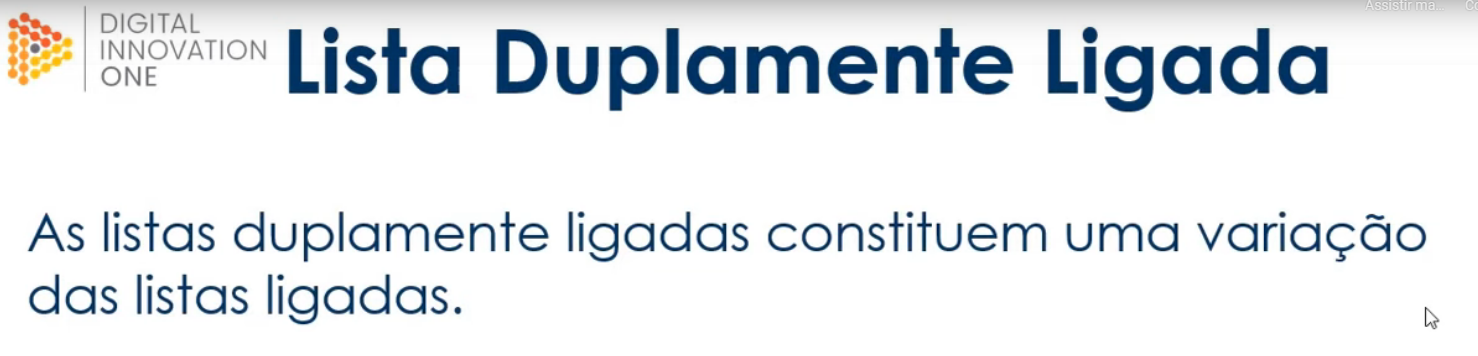 Assistir ma...
DIGITAL
INNOVATION
ONE
Lista Duplamente Ligada
As listas duplamente ligadas constituem uma variação
das listas ligadas.